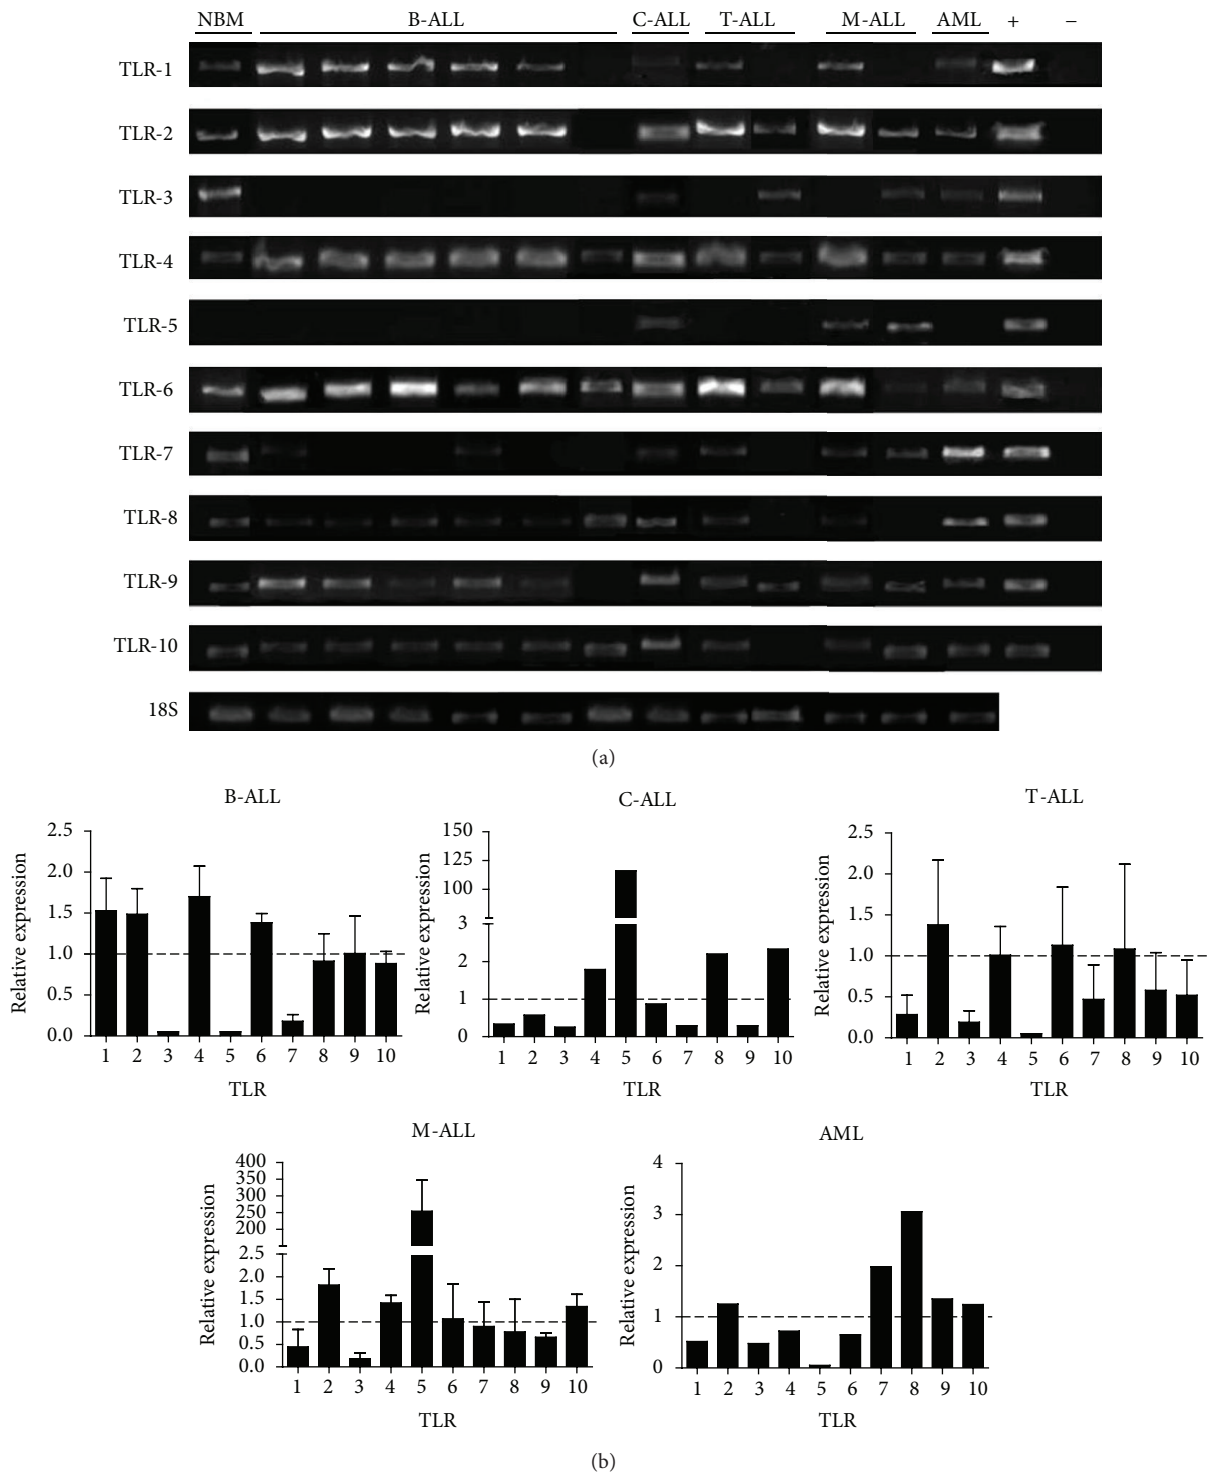 NBM B-ALL C-ALL T-ALL M-ALL AML + −
TLR-1
TLR-2
TLR-3
TLR-4
TLR-5
TLR-6
TLR-7
TLR-8
TLR-9
TLR-10
18S
(a)
B-ALL
Relative expression
2.5
2.0
1.5
1.0
0.5
0.0
1 2 3 4 5 6 7 8 9 10
TLR
C-ALL
Relative expression
150
125
100
3
2
1
0
1 2 3 4 5 6 7 8 9 10
TLR
T-ALL
Relative expression
2.5
2.0
1.5
1.0
0.5
0.0
1 2 3 4 5 6 7 8 9 10
TLR
M-ALL
Relative expression
400
350
300
250
200
2.5
2.0
1.5
1.0
0.5
0.0
1 2 3 4 5 6 7 8 9 10
TLR
AML
Relative expression
4
3
2
1
0
1 2 3 4 5 6 7 8 9 10
TLR
(b)